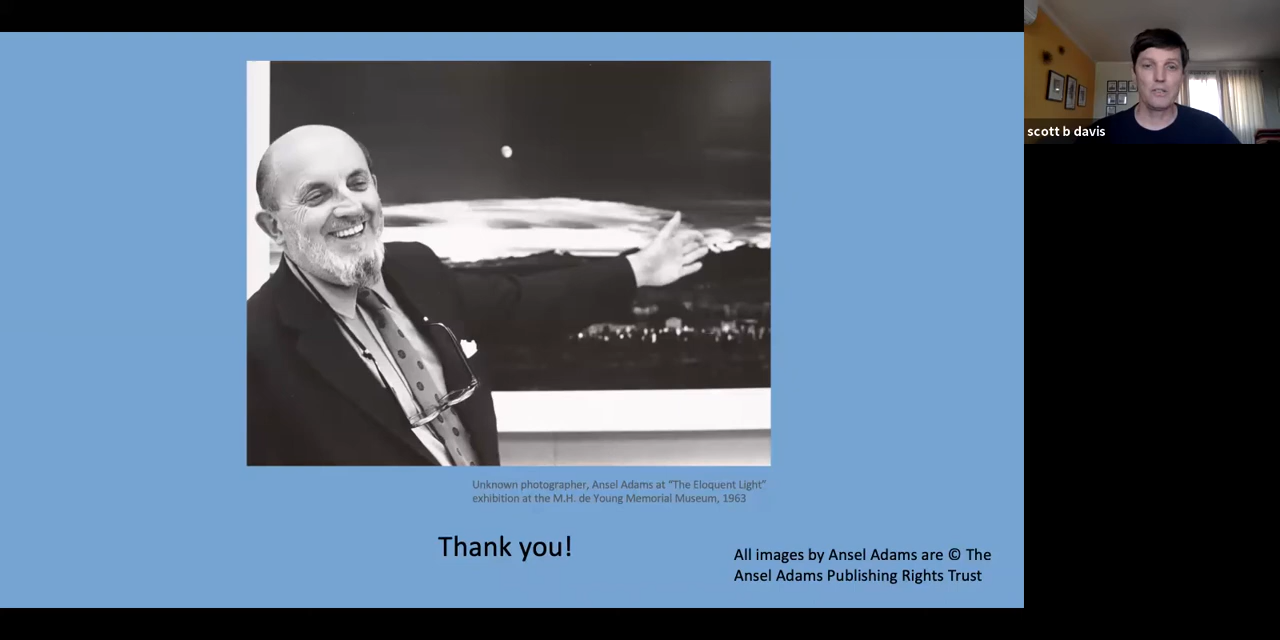 scott b davis
Unknown photographer, Ansel Adams at “The Eloquent Light”
exhibition at the M.H. de Young Memorial Museum, 1963
Thank you!
All images by Ansel Adams are © The
Ansel Adams Publishing Rights Trust